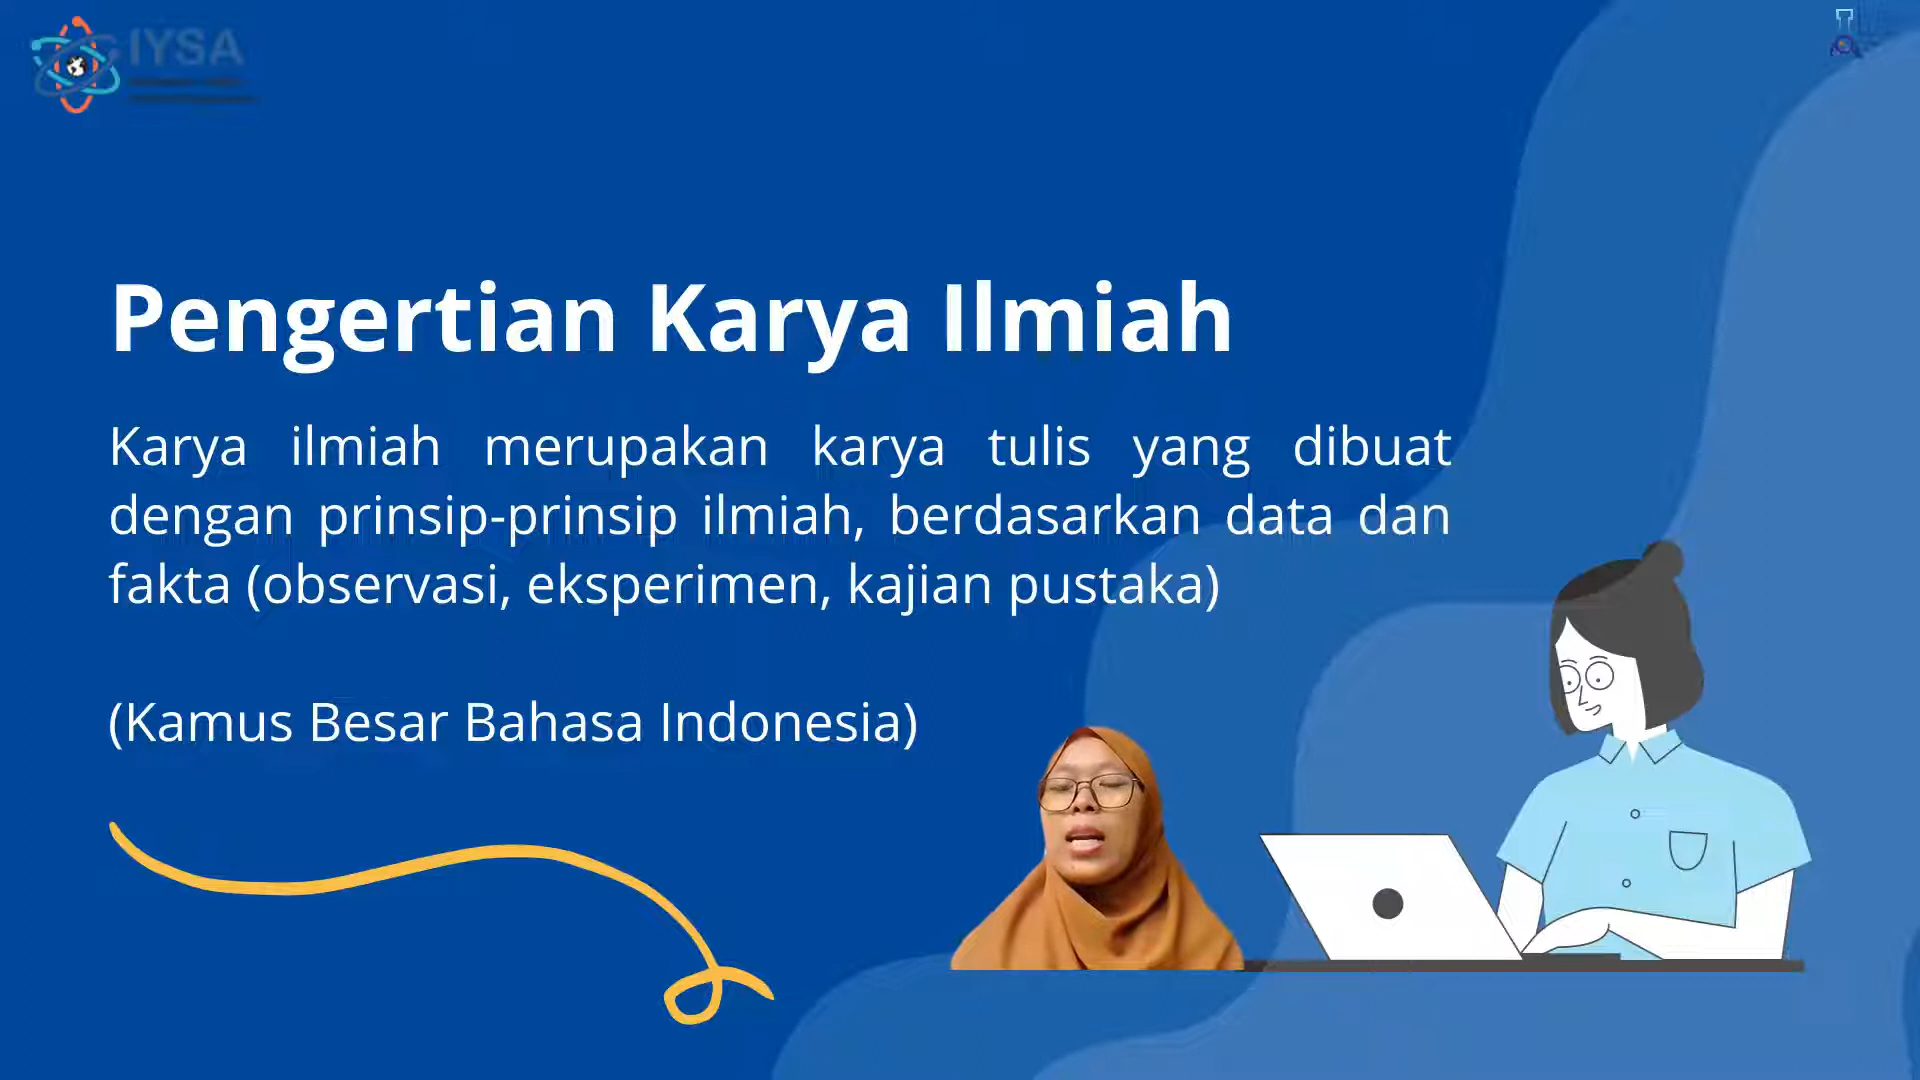 IYSA
Pengertian Karya Ilmiah
Karya ilmiah merupakan karya tulis yang dibuat
dengan prinsip-prinsip ilmiah, berdasarkan data dan
fakta (observasi, eksperimen, kajian pustaka)
(Kamus Besar Bahasa Indonesia)